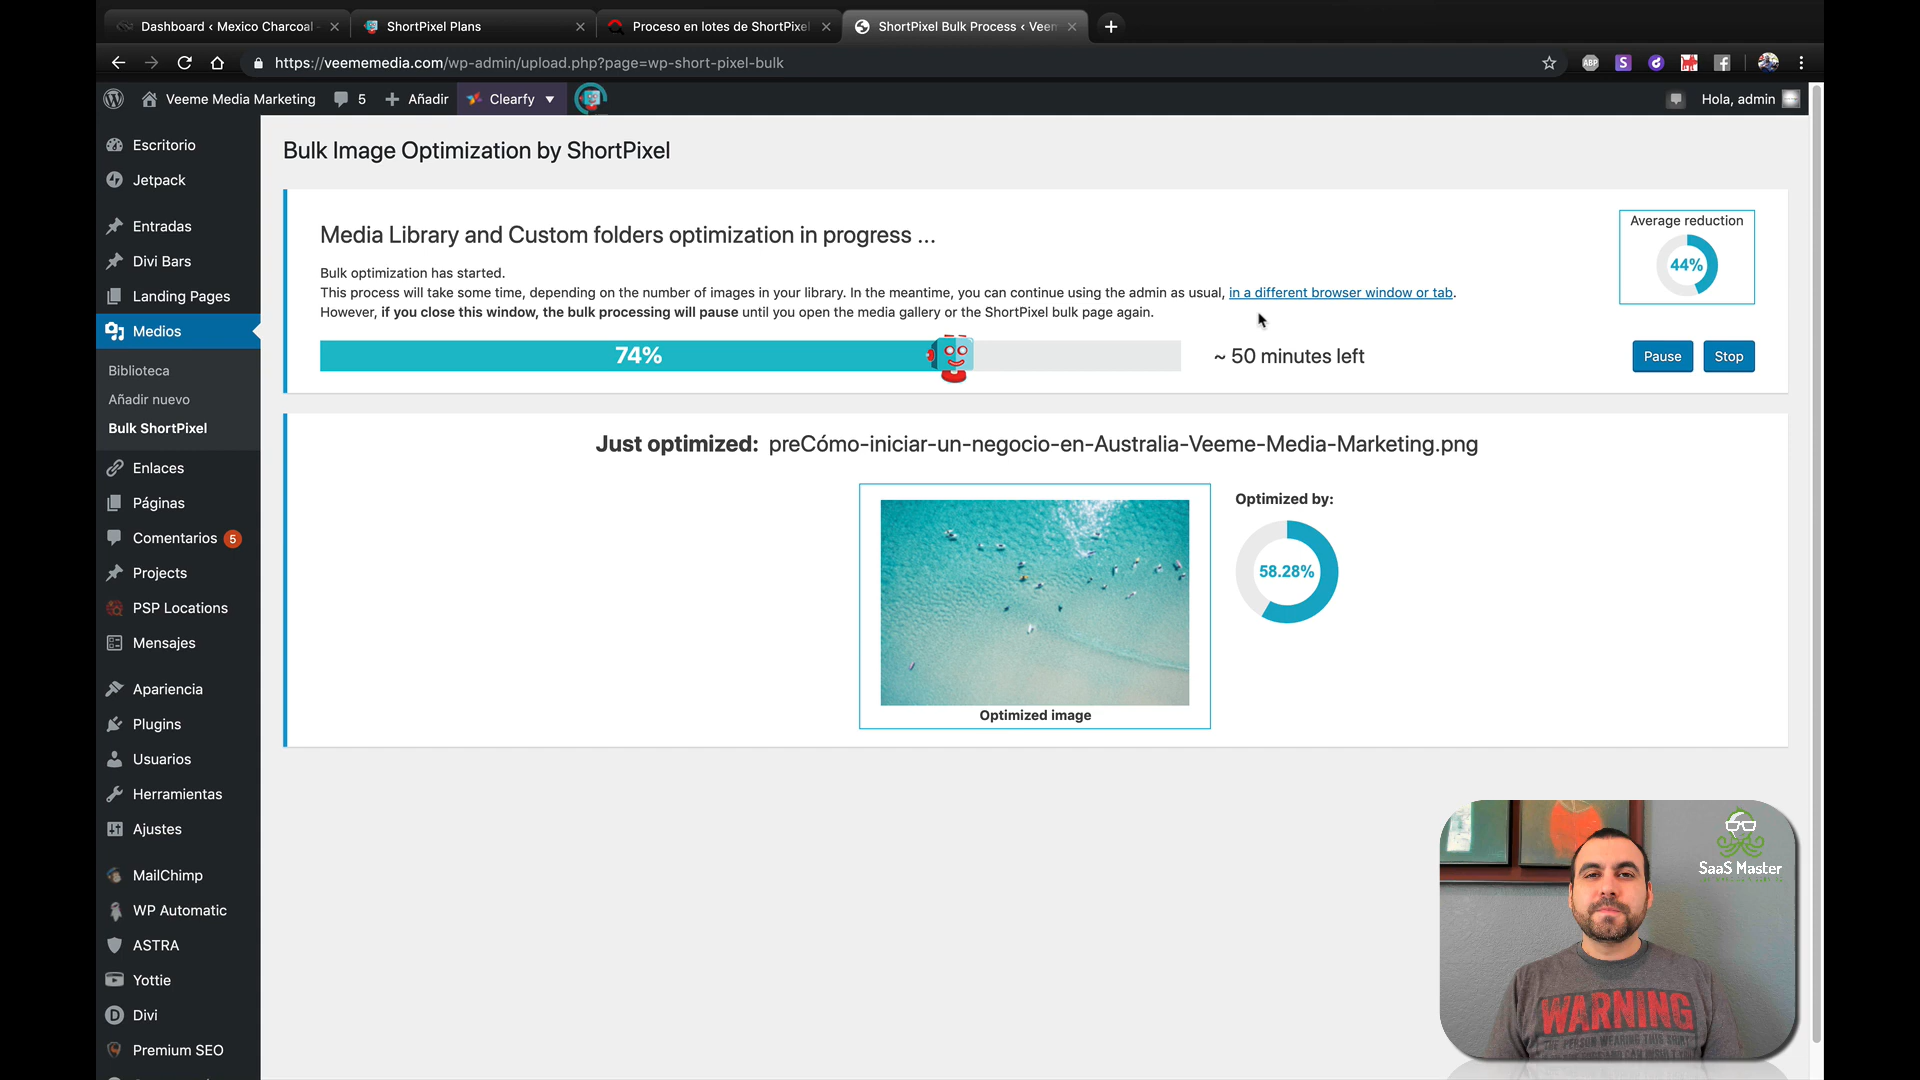 Dashboard ‹ Mexico Charcoal
ShortPixel Plans
Proceso en lotes de ShortPixel
ShortPixel Bulk Process ‹ Veem
https://veememedia.com/wp-admin/upload.php?page=wp-short-pixel-bulk
ABP
S
Veeme Media Marketing
5
Añadir
Clearfy
Hola, admin
Escritorio
Jetpack
Entradas
Divi Bars
Landing Pages
Medios
Biblioteca
Añadir nuevo
Bulk ShortPixel
Enlaces
Páginas
Comentarios 5
Projects
PSP Locations
Mensajes
Apariencia
Plugins
Usuarios
Herramientas
Ajustes
MailChimp
WP Automatic
ASTRA
Yottie
Divi
Premium SEO
Bulk Image Optimization by ShortPixel
Media Library and Custom folders optimization in progress ...
Bulk optimization has started.
This process will take some time, depending on the number of images in your library. In the meantime, you can continue using the admin as usual, in a different browser window or tab.
However, if you close this window, the bulk processing will pause until you open the media gallery or the ShortPixel bulk page again.
Average reduction
44%
74%
~ 50 minutes left
Pause
Stop
Just optimized: preCómo-iniciar-un-negocio-en-Australia-Veeme-Media-Marketing.png
Optimized image
Optimized by:
58.28%
SaaS Master
WARNING
THE PERSON WEARING THIS SHIRT